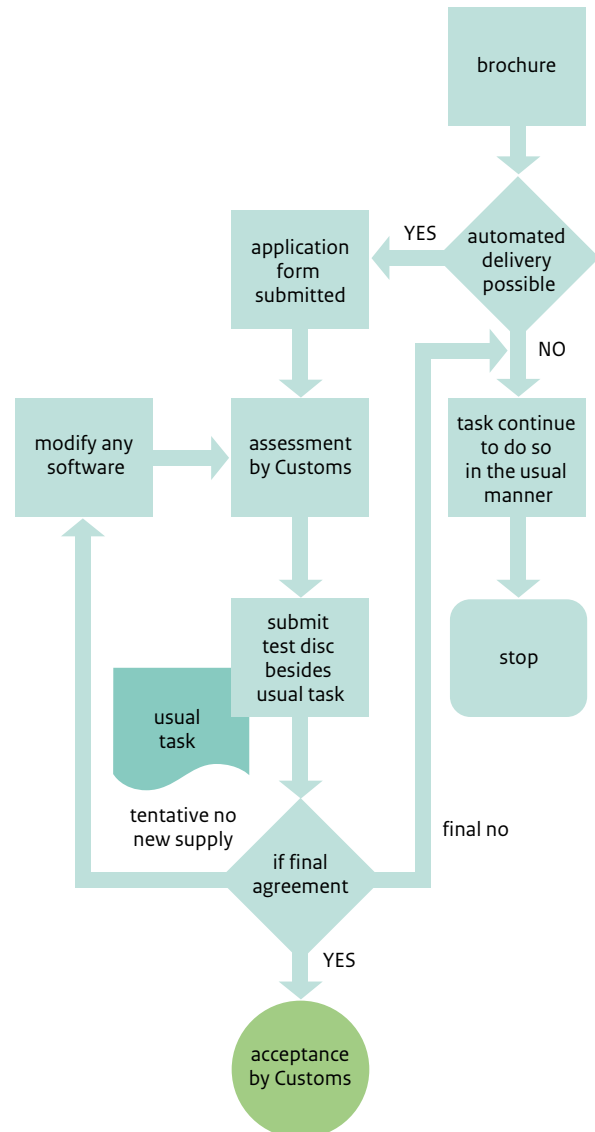 brochure
YES
automated
delivery
possible
application
form
submitted
NO
modify any
software
assessment
by Customs
task continue
to do so
in the usual
manner
submit
test disc
besides
usual task
stop
usual
task
tentative no
new supply
final no
if final
agreement
YES
acceptance
by Customs